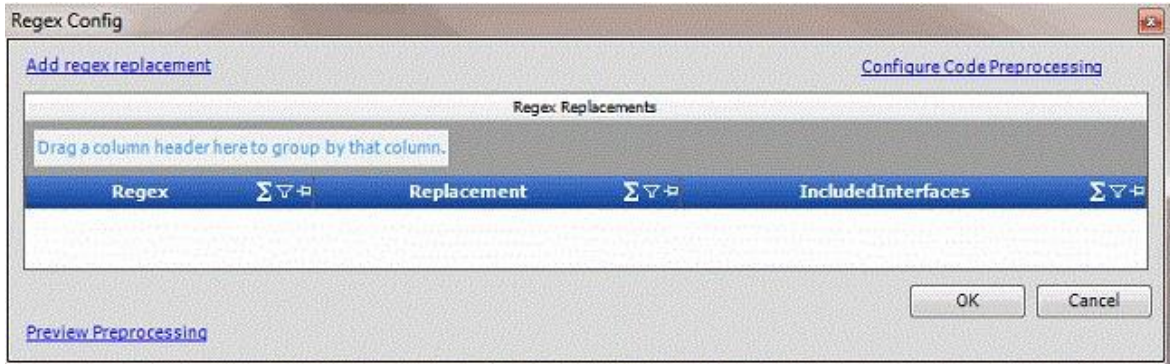 Regex Config
Add regex replacement Configure Code Preprocessing
Regex Replacements
Drag a column header here to group by that column.
Regex Replacement IncludedInterfaces
OK Cancel
Preview Preprocessing